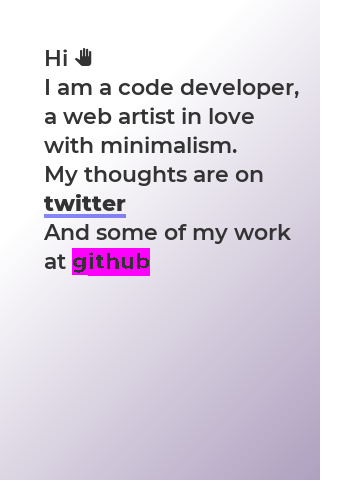 Hi
I am a code developer,
a web artist in love
with minimalism.
My thoughts are on
twitter
And some of my work
at github